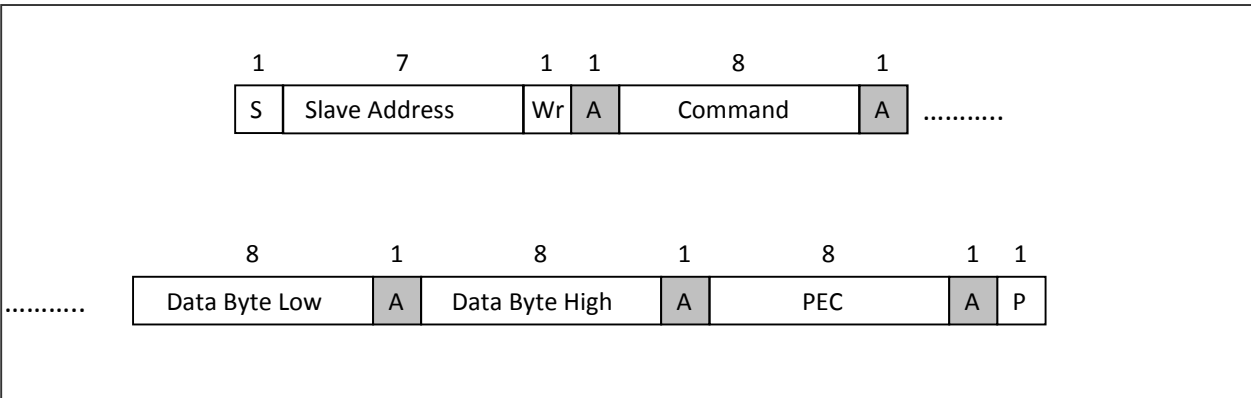 1 7 1 1 8 1
S Slave Address Wr A Command A ………..
8 1 8 1 8 1 1
……….. Data Byte Low A Data Byte High A PEC A P